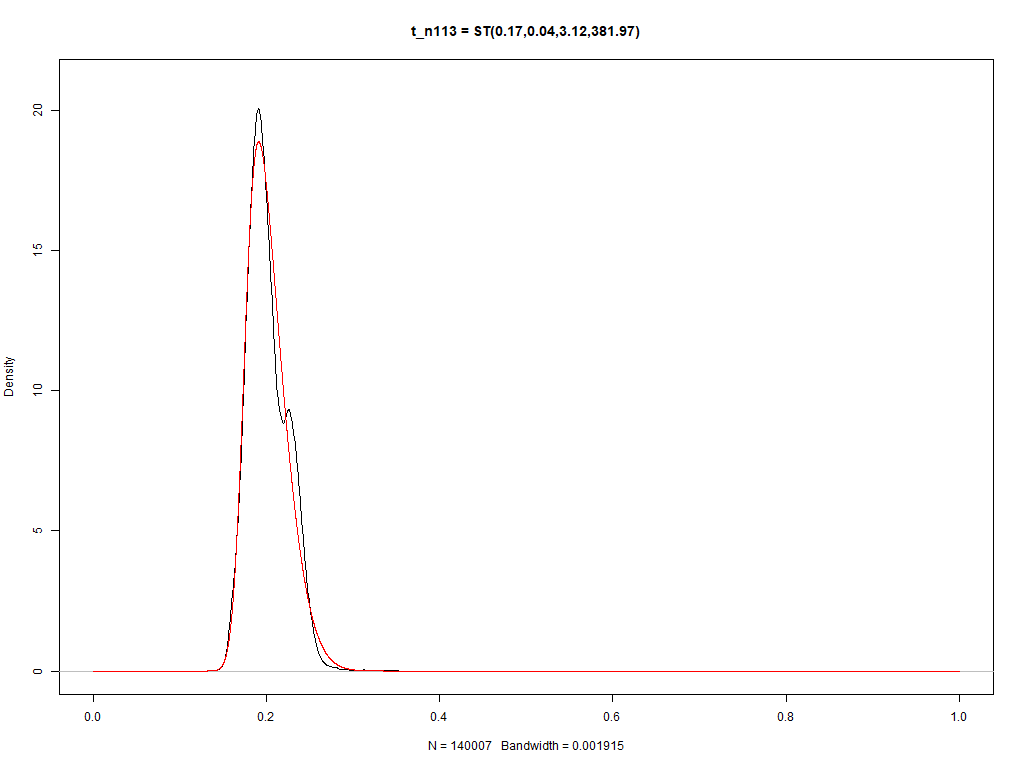 t_n113 = ST(0.17,0.04,3.12,381.97)
Density
20
15
10
5
0
0.0 0.2 0.4 0.6 0.8 1.0
N = 140007 Bandwidth = 0.001915